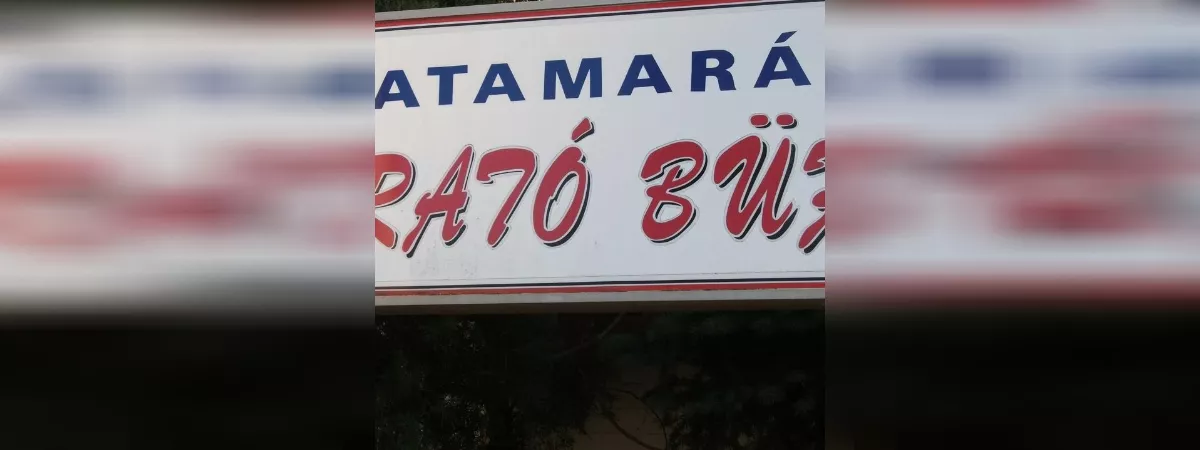 ATAMARÁ
RATÓ BÜ